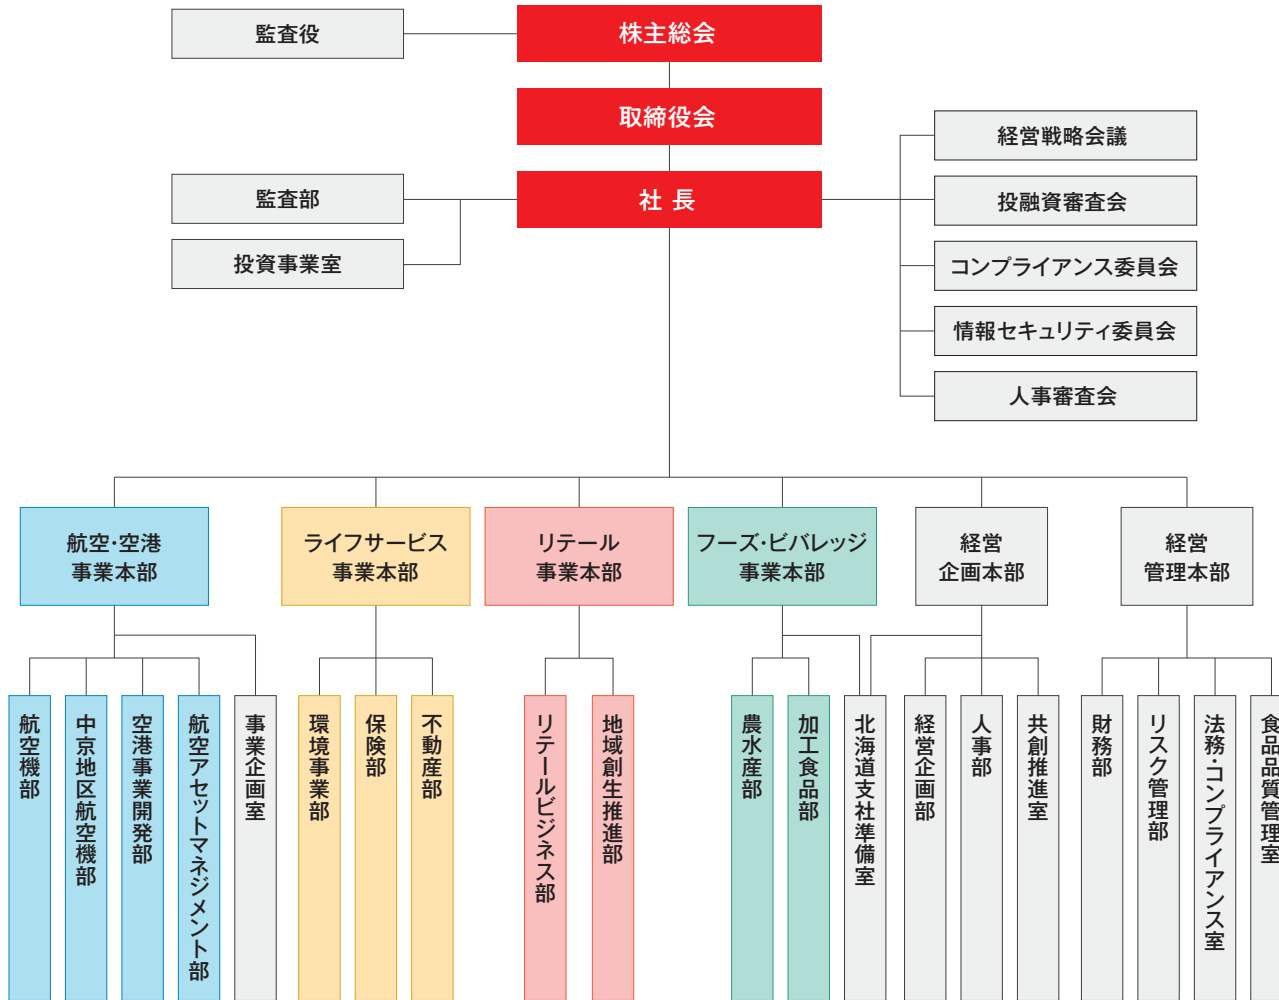 監査役
株主総会
取締役会
社長
監査部
投資事業室
経営戦略会議
投融資審査会
コンプライアンス委員会
情報セキュリティ委員会
人事審査会
航空・空港
事業本部
ライフサービス
事業本部
リテール
事業本部
フーズ・ビバレッジ
事業本部
経営
企画本部
経営
管理本部
航空機部
中京地区航空機部
空港事業開発部
航空アセットマネジメント部
事業企画室
環境事業部
保険部
不動産部
リテールビジネス部
地域創生推進部
農水産部
加工食品部
北海道支社準備室
経営企画部
人事部
共創推進室
財務部
リスク管理部
法務・コンプライアンス室
食品品質管理室